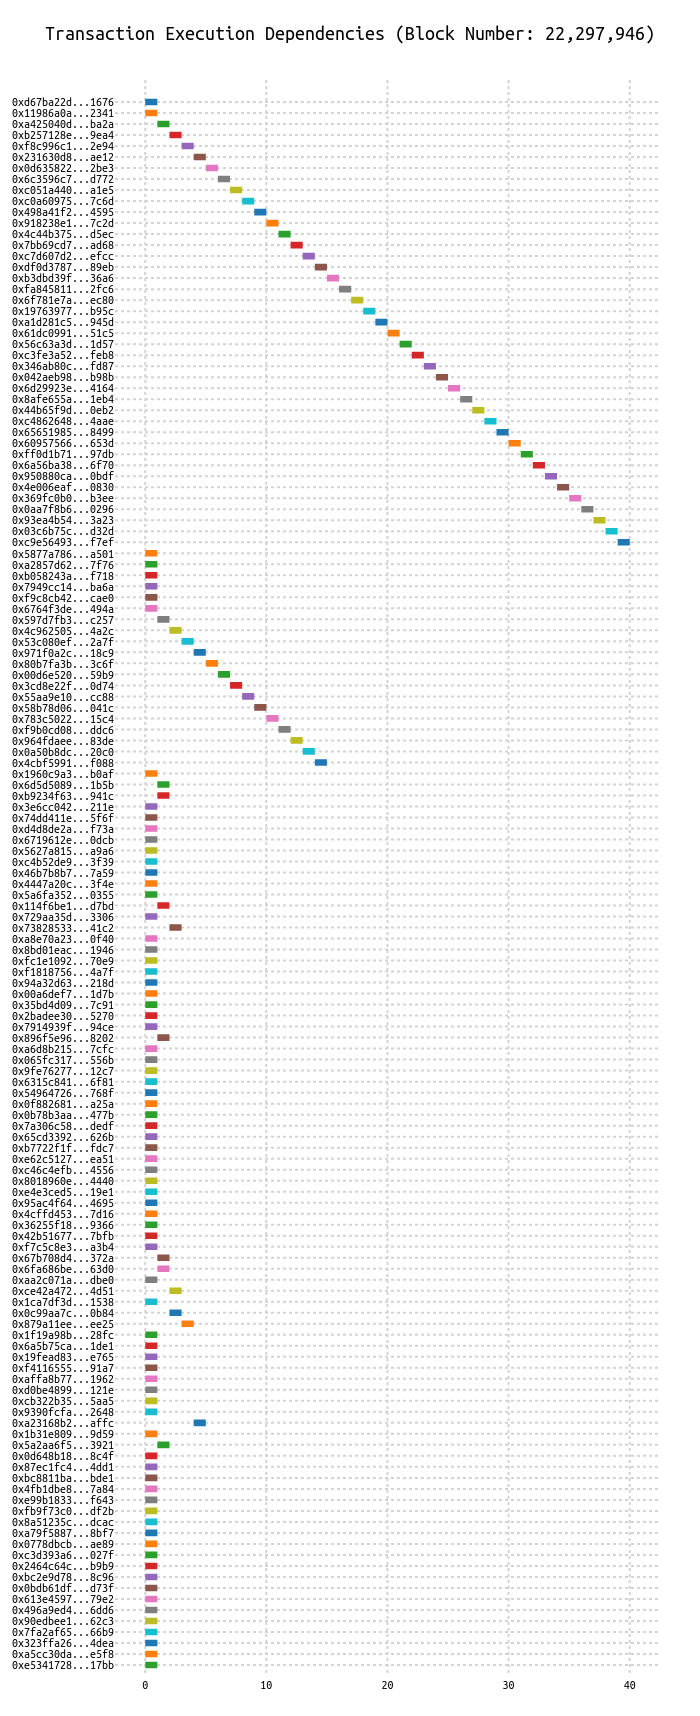 Transaction Execution Dependencies (Block Number: 22,297,946)
0xd67ba22d...1676
0x11986a0a...2341
0xa425040d...ba2a
0xb257128e...9ea4
0xf8c996c1...2e94
0x231630d8...ae12
0x0d635822...2be3
0x6c3596c7...d772
0xc051a440...a1e5
0xc0a60975...7c6d
0x498a41f2...4595
0x918238e1...7c2d
0x4c44b375...d5ec
0x7bb69cd7...ad68
0xc7d607d2...efcc
0xdf0d3787...89eb
0xb3dbd39f...36a6
0xfa845811...2fc6
0x6f781e7a...ec80
0x19763977...b95c
0xa1d281c5...945d
0x61dc0991...51c5
0x56c63a3d...1d57
0xc3fe3a52...feb8
0x346ab80c...fd87
0x042aeb98...b98b
0x6d29923e...4164
0x8afe655a...1eb4
0x44b65f9d...0eb2
0xc4862648...4aae
0x65651985...8499
0x60957566...653d
0xff0d1b71...97db
0x6a56ba38...6f70
0x950880ca...0bdf
0x4e006eaf...0830
0x369fc0b0...b3ee
0x0aa7f8b6...0296
0x93ea4b54...3a23
0x03c6b75c...d32d
0xc9e56493...f7ef
0x5877a786...a501
0xa2857d62...7f76
0xb058243a...f718
0x7949cc14...ba6a
0xf9c8cb42...cae0
0x6764f3de...494a
0x597d7fb3...c257
0x4c962505...4a2c
0x53c080ef...2a7f
0x971f0a2c...18c9
0x80b7fa3b...3c6f
0x00d6e520...59b9
0x3cd8e22f...0d74
0x55aa9e10...cc88
0x58b78d06...041c
0x783c5022...15c4
0xf9b0cd08...ddc6
0x964fdaee...83de
0x0a50b8dc...20c0
0x4cbf5991...f088
0x1960c9a3...b0af
0x6d5d5089...1b5b
0xb9234f63...941c
0x3e6cc042...211e
0x74dd411e...5f6f
0xd4d8de2a...f73a
0x6719612e...0dcb
0x5627a815...a9a6
0xc4b52de9...3f39
0x46b7b8b7...7a59
0x4447a20c...3f4e
0x5a6fa352...0355
0x114f6be1...d7bd
0x729aa35d...3306
0x73828533...41c2
0xa8e70a23...0f40
0x8bd01eac...1946
0xfc1e1092...70e9
0xf1818756...4a7f
0x94a32d63...218d
0x00a6def7...1d7b
0x35bd4d09...7c91
0x2badee30...5270
0x7914939f...94ce
0x896f5e96...8202
0xa6d8b215...7cfc
0x065fc317...556b
0x9fe76277...12c7
0x6315c841...6f81
0x54964726...768f
0x0f882681...a25a
0x0b78b3aa...477b
0x7a306c58...dedf
0x65cd3392...626b
0xb7722f1f...fdc7
0xe62c5127...ea51
0xc46c4efb...4556
0x8018960e...4440
0xe4e3ced5...19e1
0x95ac4f64...4695
0x4cffd453...7d16
0x36255f18...9366
0x42b51677...7bfb
0xf7c5c8e3...a3b4
0x67b708d4...372a
0x6fa686be...63d0
0xaa2c071a...dbe0
0xce42a472...4d51
0x1ca7df3d...1538
0x0c99aa7c...0b84
0x879a11ee...ee25
0x1f19a98b...28fc
0x6a5b75ca...1de1
0x19fead83...e765
0xf4116555...91a7
0xaffa8b77...1962
0xd0be4899...121e
0xcb322b35...5aa5
0x9390fcfa...2648
0xa23168b2...affc
0x1b31e809...9d59
0x5a2aa6f5...3921
0x0d648b18...8c4f
0x87ec1fc4...4dd1
0xbc8811ba...bde1
0x4fb1dbe8...7a84
0xe99b1833...f643
0xfb9f73c0...df2b
0x8a51235c...dcac
0xa79f5887...8bf7
0x0778dbcb...ae89
0xc3d393a6...027f
0x2464c64c...b9b9
0xbc2e9d78...8c96
0x0bdb61df...d73f
0x613e4597...79e2
0x496a9ed4...6dd6
0x90edbee1...62c3
0x7fa2af65...66b9
0x323ffa26...4dea
0xa5cc30da...e5f8
0xe5341728...17bb
0 10 20 30 40